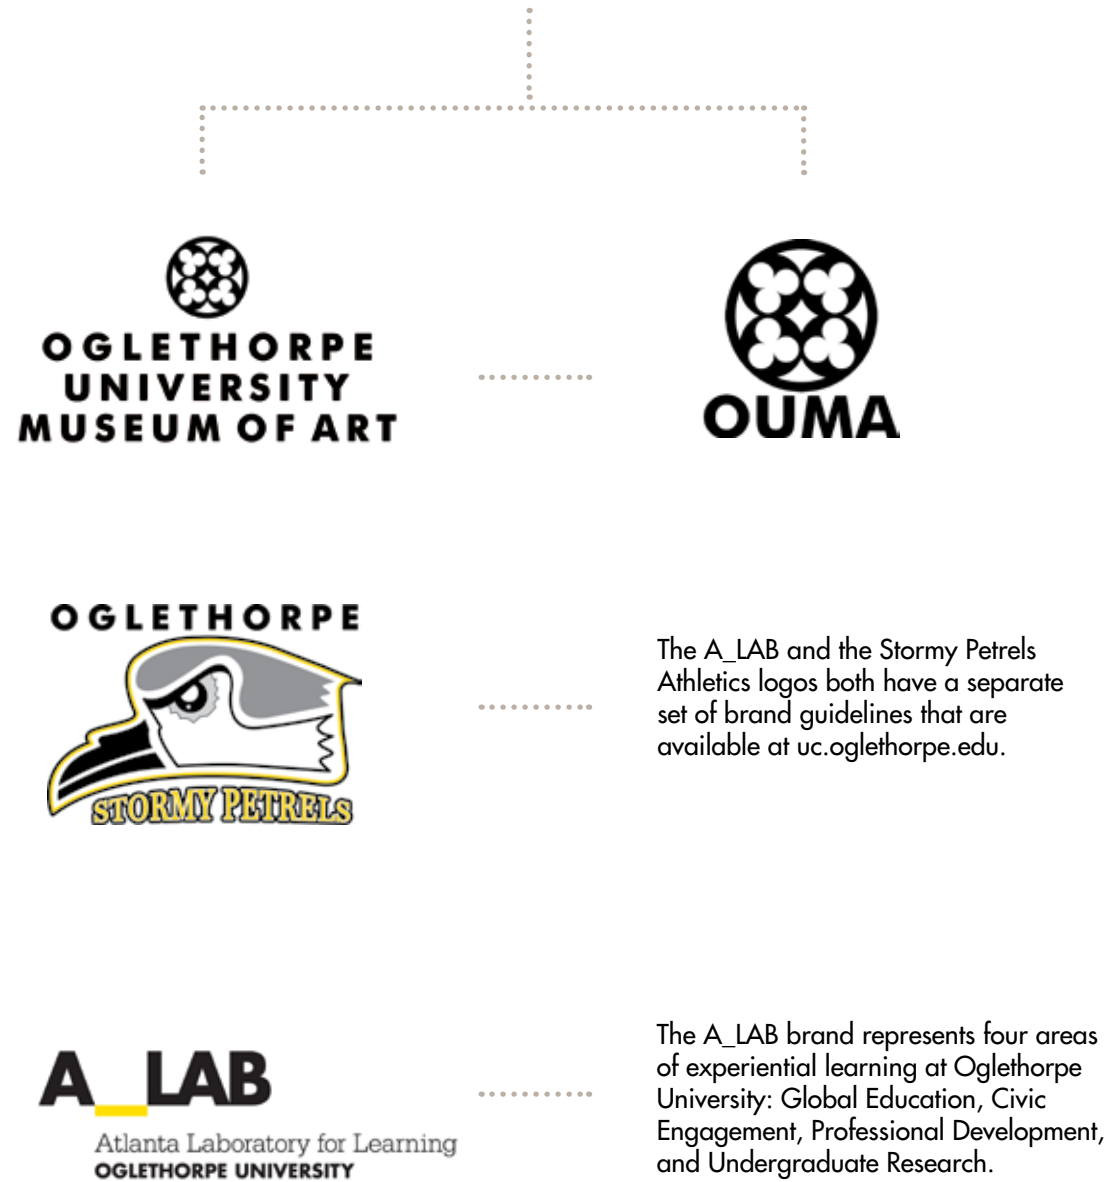 OGLETHORPE
UNIVERSITY
MUSEUM OF ART
OUMA
OGLETHORPE
STORMY PETRELS
The A_LAB and the Stormy Petrels
Athletics logos both have a separate
set of brand guidelines that are
available at uc.oglethorpe.edu.
A_LAB
Atlanta Laboratory for Learning
OGLETHORPE UNIVERSITY
The A_LAB brand represents four areas
of experiential learning at Oglethorpe
University: Global Education, Civic
Engagement, Professional Development,
and Undergraduate Research.